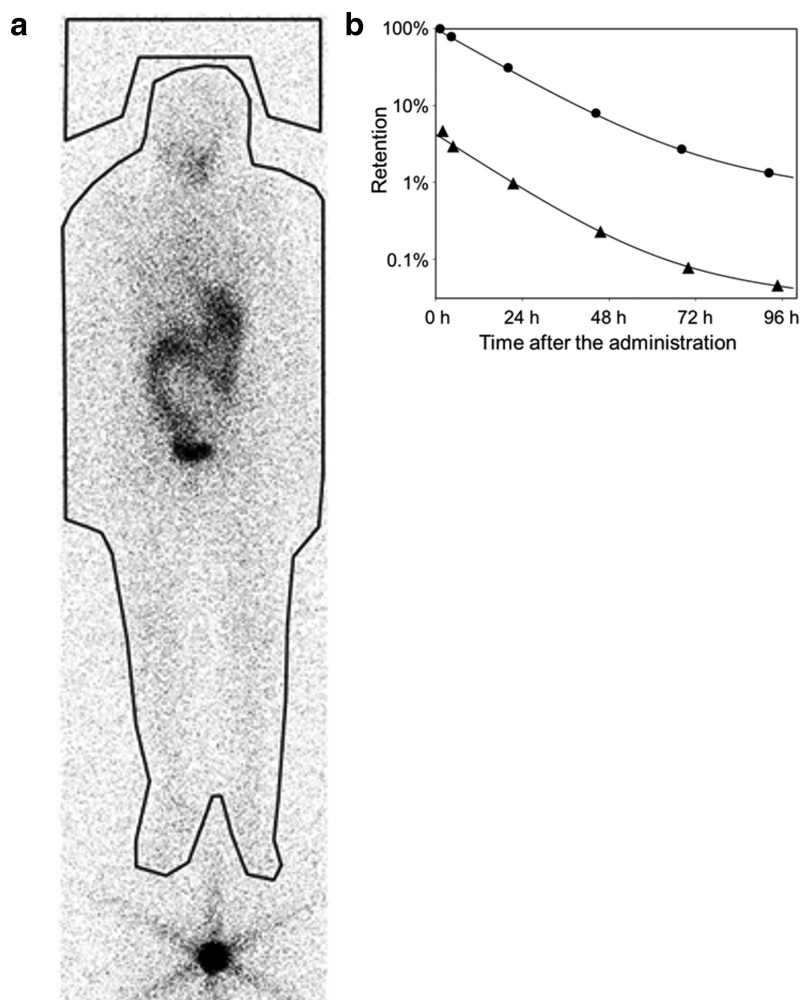 a
b
100%
10%
1%
0.1%
Retention
0 h 24 h 48 h 72 h 96 h
Time after the administration